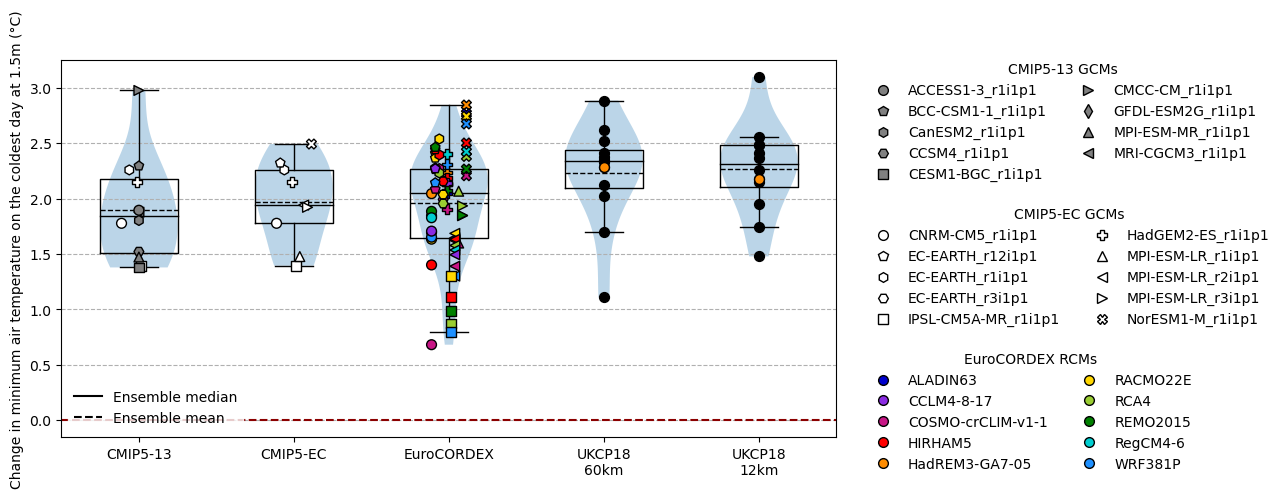 Change in minimum air temperature on the coldest day at 1.5m (°C)
3.0
2.5
2.0
1.5
1.0
0.5
0.0
Ensemble median
Ensemble mean
CMIP5-13
CMIP5-EC
EuroCORDEX
UKCP18
60km
UKCP18
12km
CMIP5-13 GCMs
ACCESS1-3_r1i1p1
BCC-CSM1-1_r1i1p1
CanESM2_r1i1p1
CCSM4_r1i1p1
CESM1-BGC_r1i1p1
CMCC-CM_r1i1p1
GFDL-ESM2G_r1i1p1
MPI-ESM-MR_r1i1p1
MRI-CGCM3_r1i1p1
CMIP5-EC GCMs
CNRM-CM5_r1i1p1
EC-EARTH_r12i1p1
EC-EARTH_r1i1p1
EC-EARTH_r3i1p1
IPSL-CM5A-MR_r1i1p1
HadGEM2-ES_r1i1p1
MPI-ESM-LR_r1i1p1
MPI-ESM-LR_r2i1p1
MPI-ESM-LR_r3i1p1
NorESM1-M_r1i1p1
EuroCORDEX RCMs
ALADIN63
CCLM4-8-17
COSMO-crCLIM-v1-1
HIRHAM5
HadREM3-GA7-05
RACMO22E
RCA4
REMO2015
RegCM4-6
WRF381P